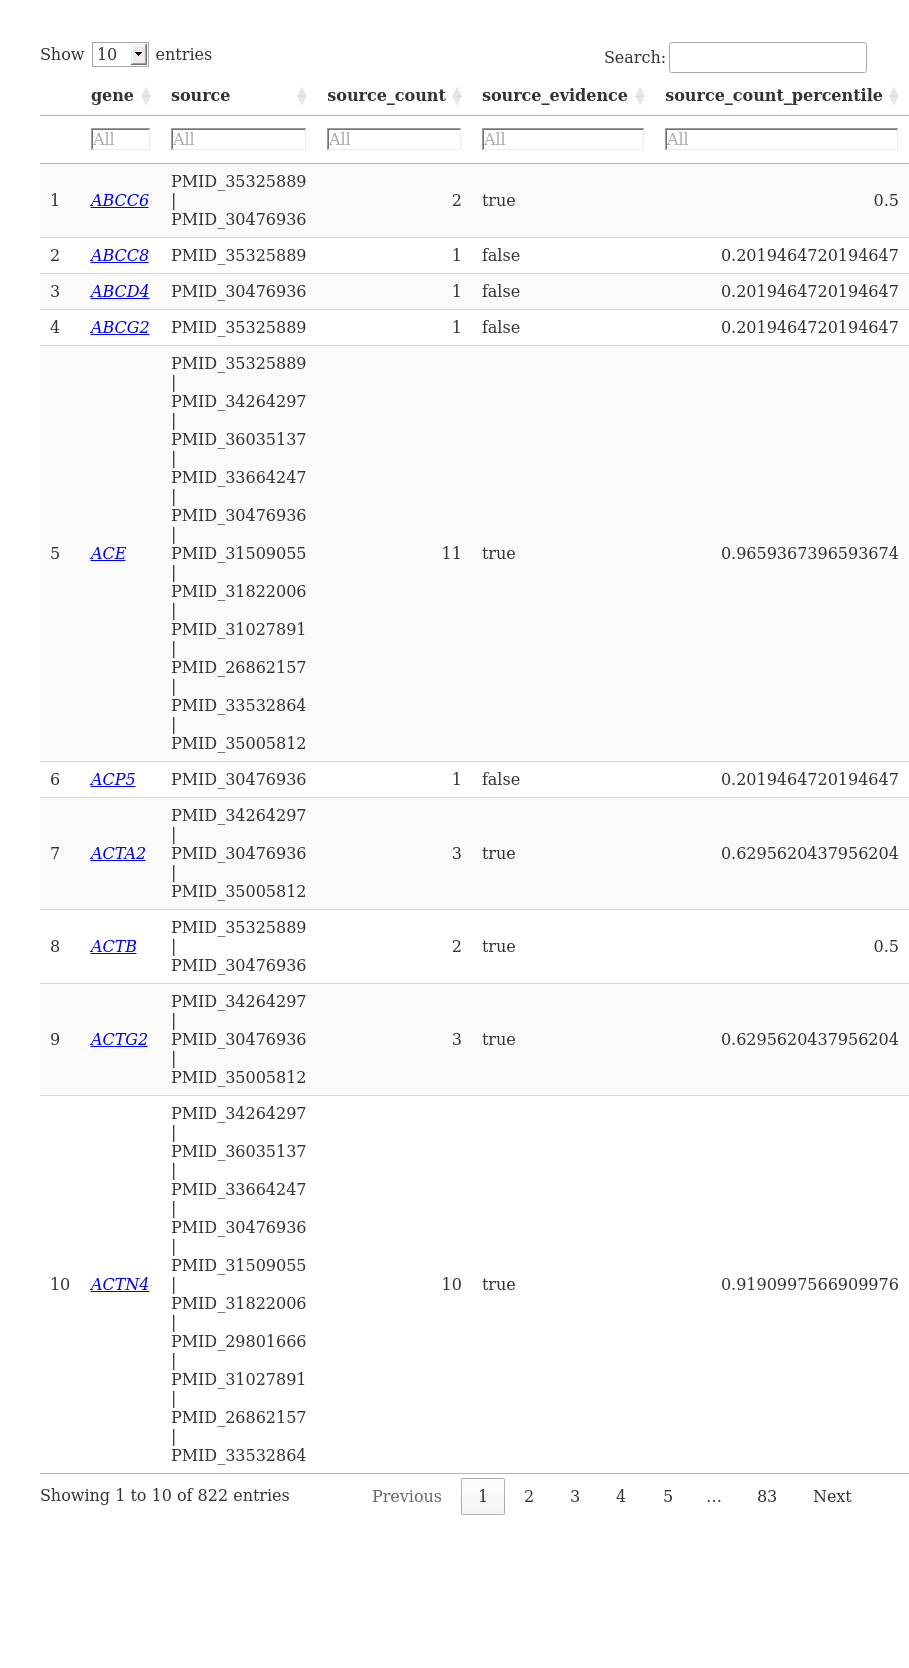 Show 10 entries
Search:
gene source source_count source_evidence source_count_percentile
All All All All All
PMID_35325889
|
1 ABCC6 2 true 0.5
PMID_30476936
2 ABCC8 PMID_35325889 1 false 0.2019464720194647
3 ABCD4 PMID_30476936 1 false 0.2019464720194647
4 ABCG2 PMID_35325889 1 false 0.2019464720194647
PMID_35325889
|
PMID_34264297
|
PMID_36035137
|
PMID_33664247
|
PMID_30476936
|
5 ACE PMID_31509055 11 true 0.9659367396593674
|
PMID_31822006
|
PMID_31027891
|
PMID_26862157
|
PMID_33532864
|
PMID_35005812
6 ACP5 PMID_30476936 1 false 0.2019464720194647
PMID_34264297
|
7 ACTA2 PMID_30476936 3 true 0.6295620437956204
|
PMID_35005812
PMID_35325889
8 ACTB | 2 true 0.5
PMID_30476936
PMID_34264297
|
9 ACTG2 PMID_30476936 3 true 0.6295620437956204
|
PMID_35005812
PMID_34264297
|
PMID_36035137
|
PMID_33664247
|
PMID_30476936
|
PMID_31509055
10 ACTN4 | 10 true 0.9190997566909976
PMID_31822006
|
PMID_29801666
|
PMID_31027891
|
PMID_26862157
|
PMID_33532864
Showing 1 to 10 of 822 entries
Previous 1 2 3 4 5 … 83 Next